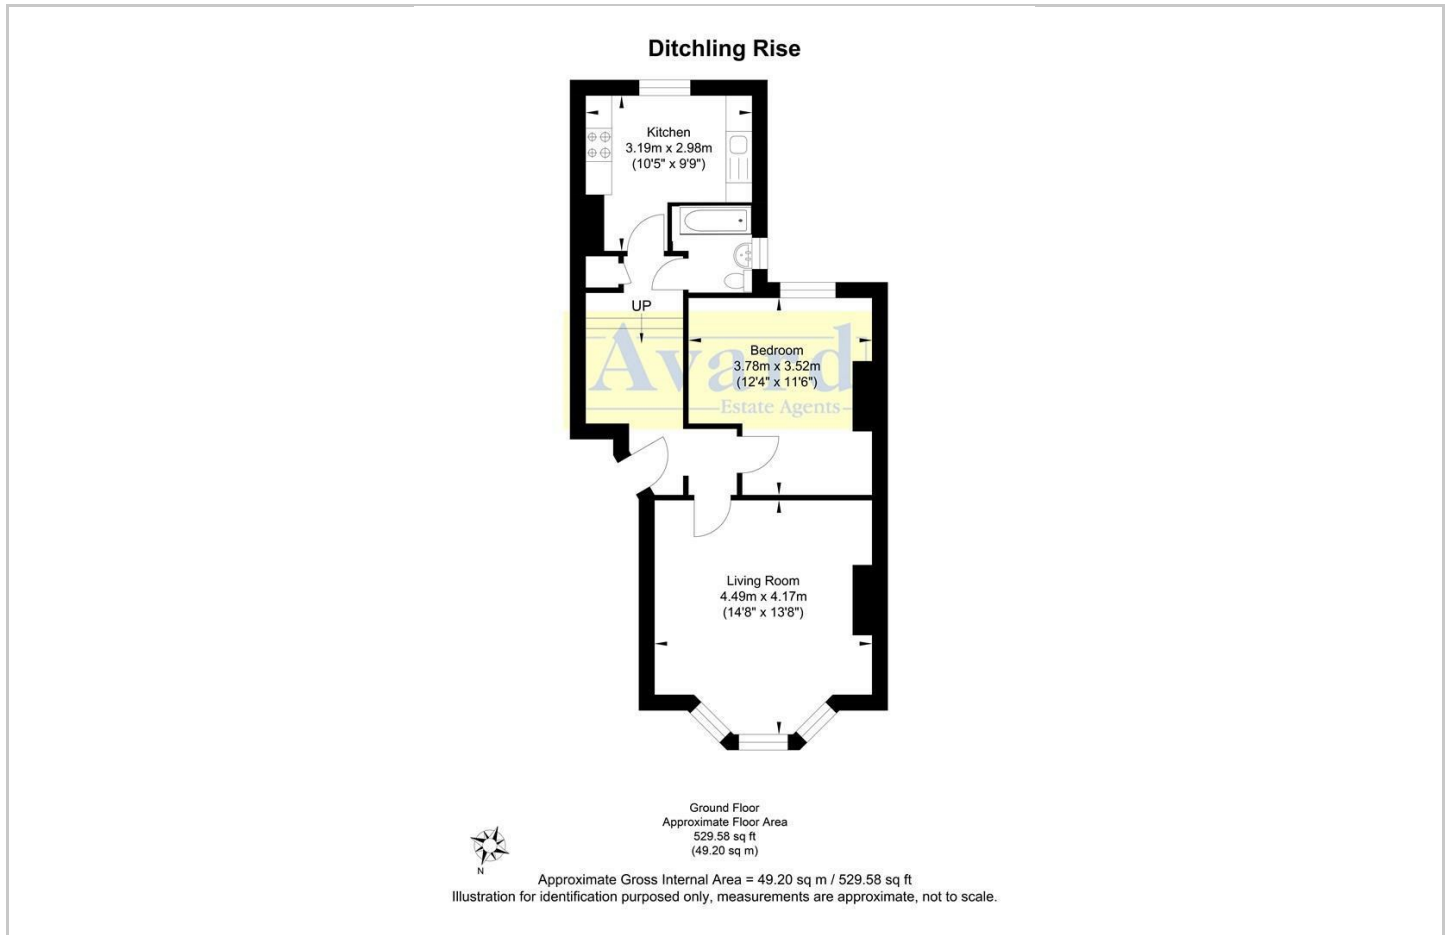 Ditchling Rise
Kitchen
3.19m x 2.98m
(10'5" x 9'9")
UP
Avard
Estate Agents
Bedroom
3.78m x 3.52m
(12'4" x 11'6")
Living Room
4.49m x 4.17m
(14'8" x 13'8")
Ground Floor
Approximate Floor Area
529.58 sq ft
(49.20 sq m)
N
Approximate Gross Internal Area = 49.20 sq m / 529.58 sq ft
Illustration for identification purposed only, measurements are approximate, not to scale.